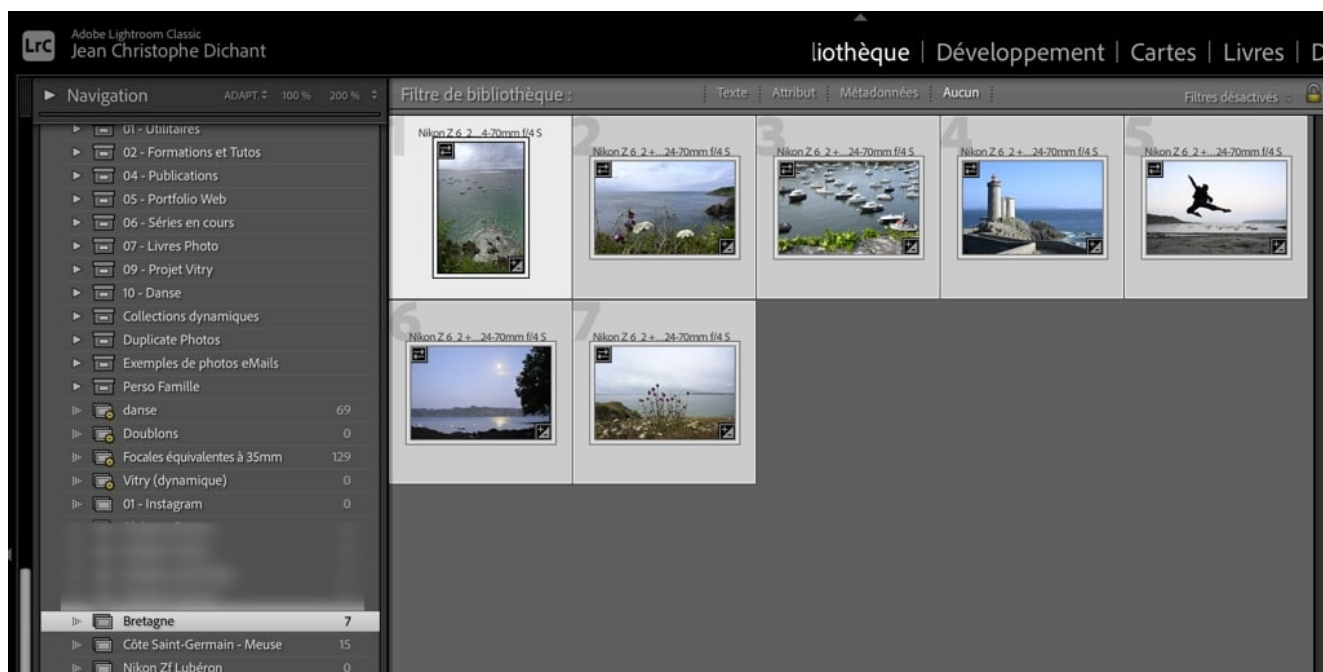 LrC
Adobe Lightroom Classic
Jean Christophe Dichant
liothèque | Développement | Cartes | Livres | D
Navigation ADAPT. 100 % 200 %
Filtre de bibliothèque : Texte Attribut Métadonnées Aucun Filtres désactivés
01 - Utilitaires
02 - Formations et Tutos
04 - Publications
05 - Portfolio Web
06 - Séries en cours
07 - Livres Photo
09 - Projet Vitry
10 - Danse
Collections dynamiques
Duplicate Photos
Exemples de photos eMails
Perso Famille
danse 69
Doublons 0
Focales équivalentes à 35mm 129
Vitry (dynamique) 0
01 - Instagram 0
Bretagne 7
Côte Saint-Germain - Meuse 15
Nikon Zf Lubéron 0
1 2 3 4 5
Nikon Z 6_2...4-70mm f/4 S
Nikon Z 6_2 +...24-70mm f/4 S
Nikon Z 6_2 +...24-70mm f/4 S
Nikon Z 6_2 +...24-70mm f/4 S
Nikon Z 6_2 +...24-70mm f/4 S
6 7
Nikon Z 6_2 +...24-70mm f/4 S
Nikon Z 6_2 +...24-70mm f/4 S